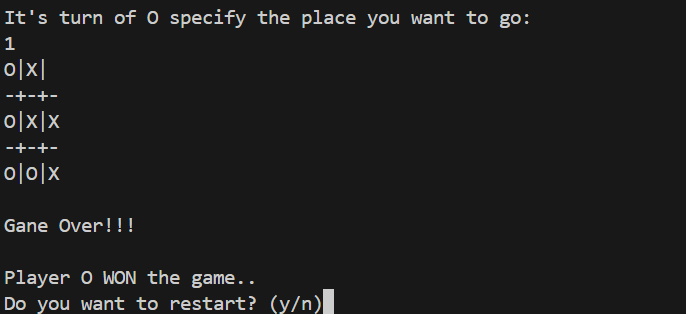 It's turn of O specify the place you want to go:
1
O|X|
-+-+-
O|X|X
-+-+-
O|O|X
Gane Over!!!
Player O WON the game..
Do you want to restart? (y/n)